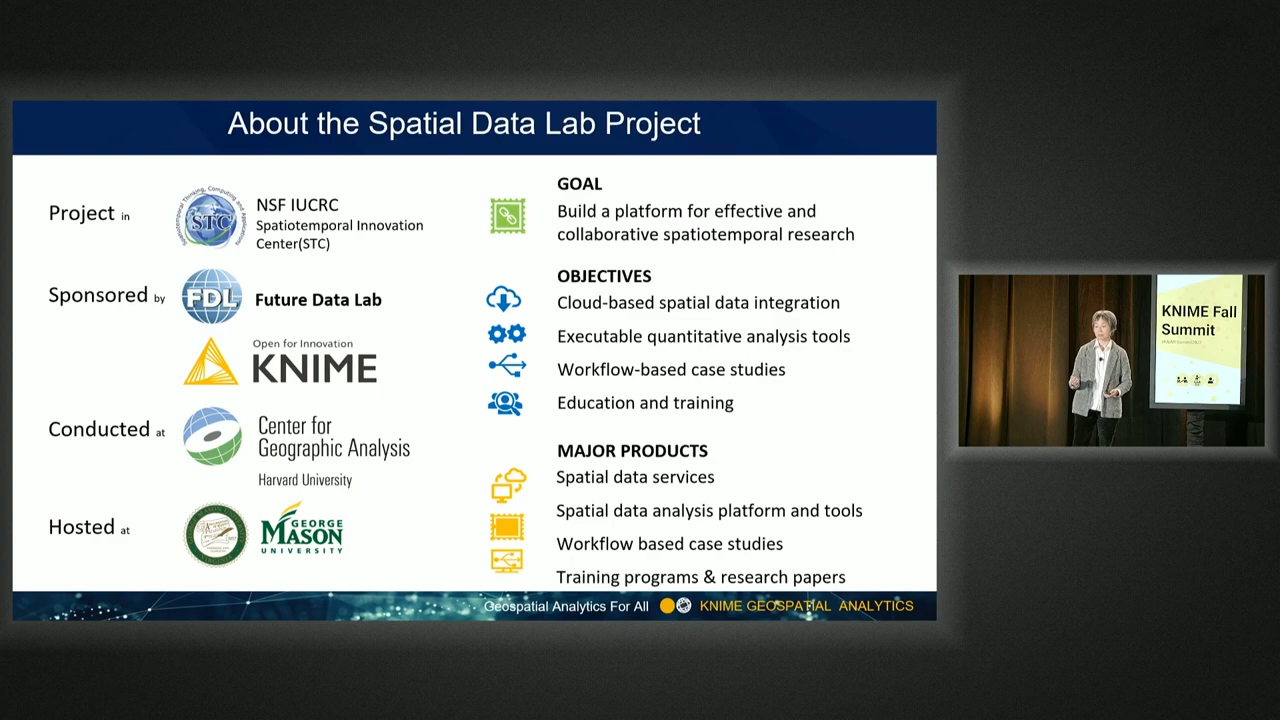 About the Spatial Data Lab Project
Project in
STC
NSF IUCRC
Spatiotemporal Innovation
Center(STC)
Sponsored by
FDL
Future Data Lab
Open for Innovation
KNIME
Conducted at
Center for
Geographic Analysis
Harvard University
Hosted at
GEORGE
MASON
UNIVERSITY
GOAL
Build a platform for effective and
collaborative spatiotemporal research
OBJECTIVES
Cloud-based spatial data integration
Executable quantitative analysis tools
Workflow-based case studies
Education and training
MAJOR PRODUCTS
Spatial data services
Spatial data analysis platform and tools
Workflow based case studies
Training programs & research papers
Geospatial Analytics For All
KNIME GEOSPATIAL ANALYTICS
KNIME Fall
Summit